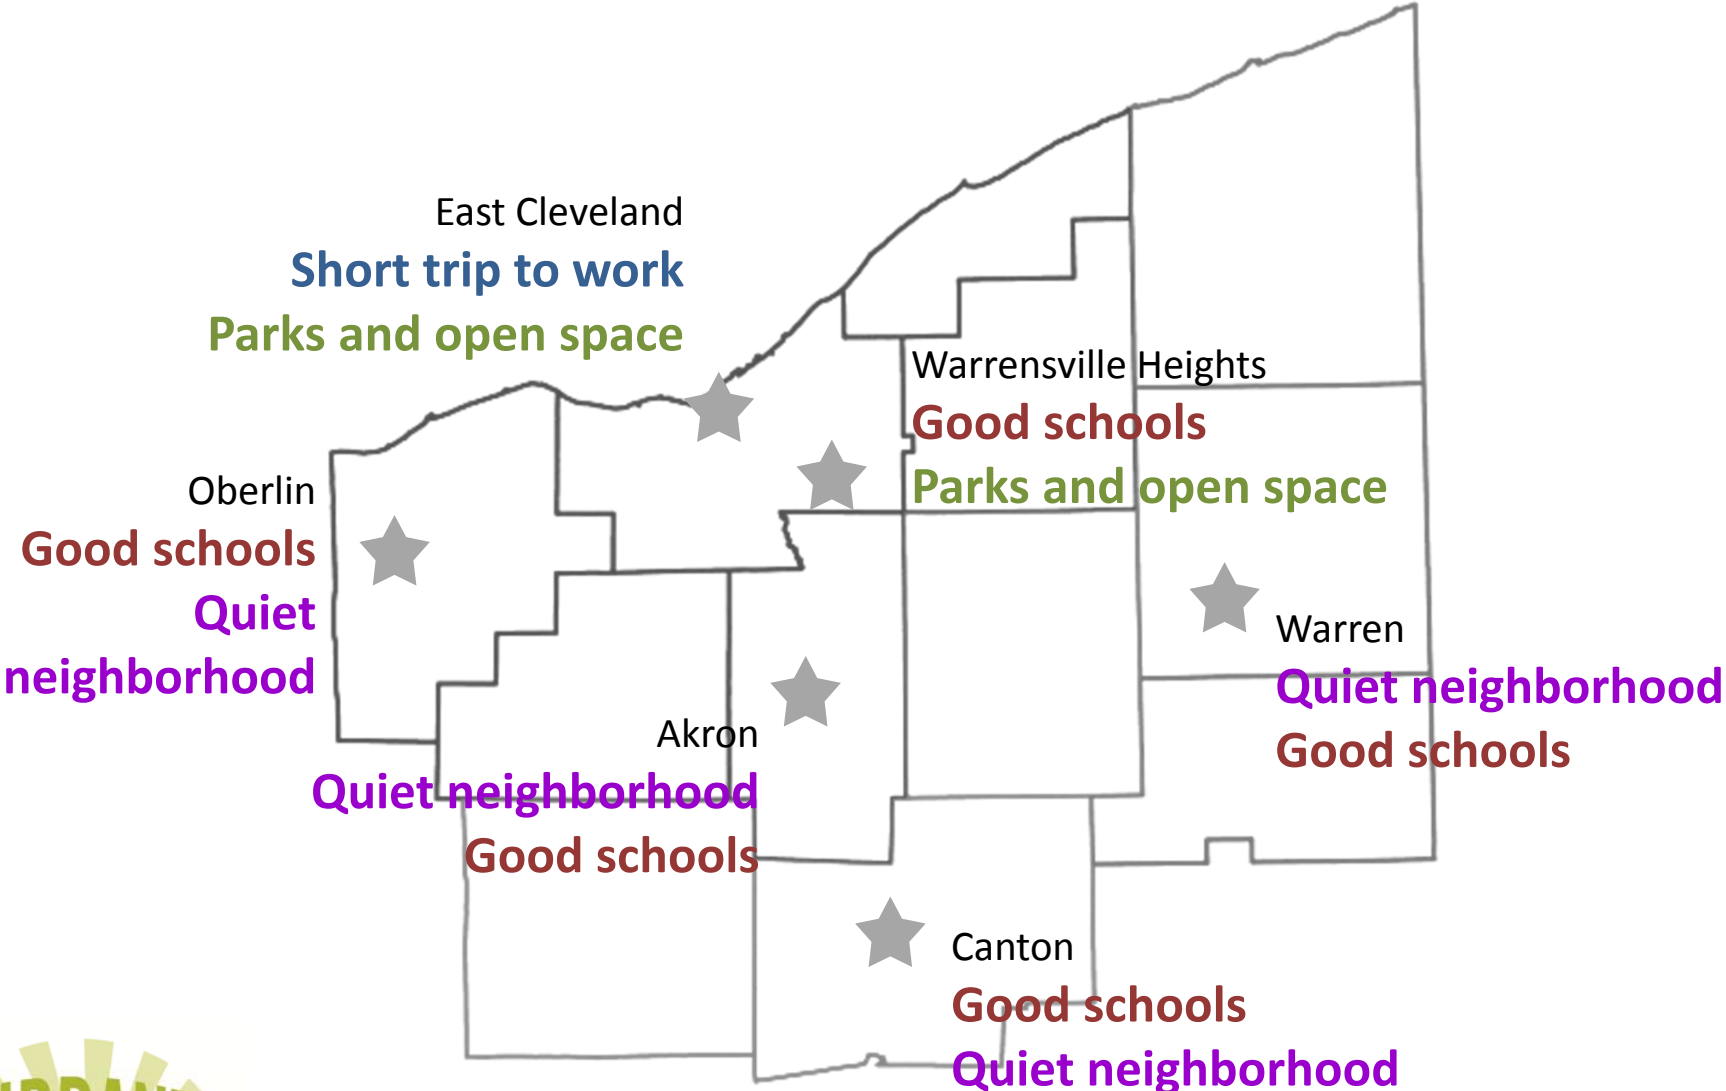 East Cleveland
Short trip to work
Parks and open space
Warrensville Heights
Good schools
Parks and open space
Oberlin
Good schools
Quiet
neighborhood
Warren
Quiet neighborhood
Good schools
Akron
Quiet neighborhood
Good schools
Canton
Good schools
Quiet neighborhood